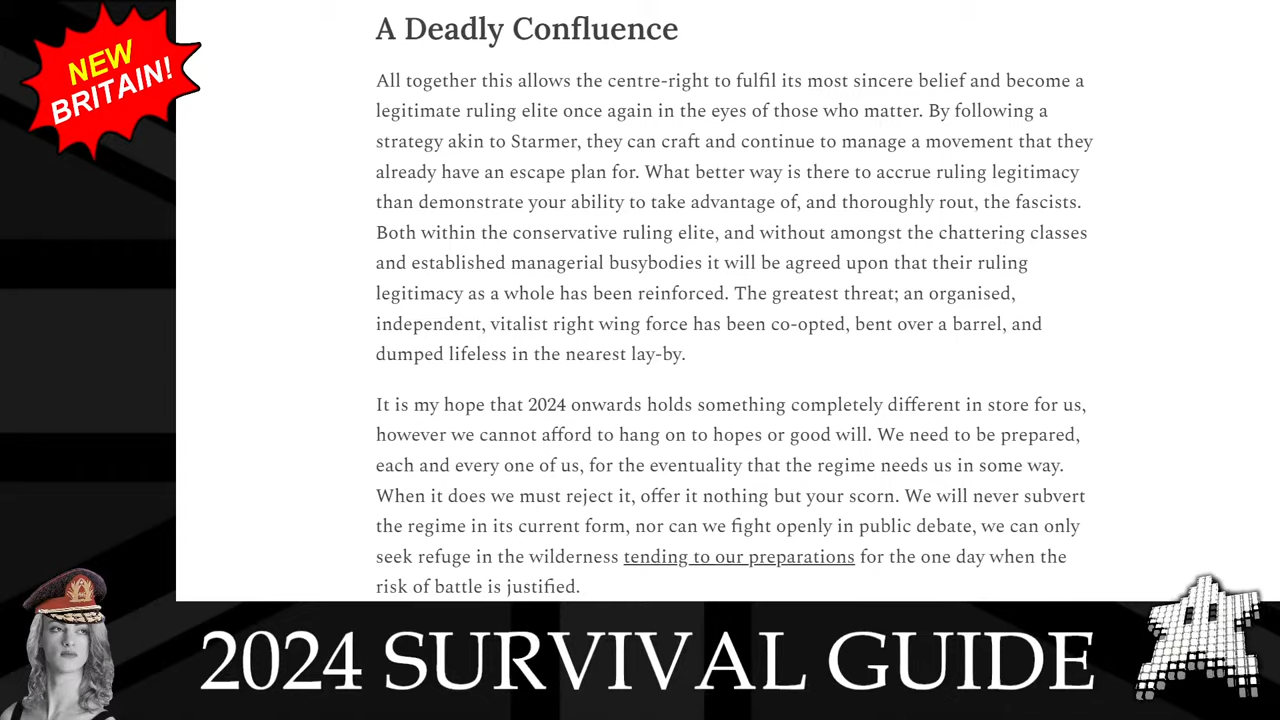 NEW
BRITAIN!
A Deadly Confluence
All together this allows the centre-right to fulfil its most sincere belief and become a
legitimate ruling elite once again in the eyes of those who matter. By following a
strategy akin to Starmer, they can craft and continue to manage a movement that they
already have an escape plan for. What better way is there to accrue ruling legitimacy
than demonstrate your ability to take advantage of, and thoroughly rout, the fascists.
Both within the conservative ruling elite, and without amongst the chattering classes
and established managerial busybodies it will be agreed upon that their ruling
legitimacy as a whole has been reinforced. The greatest threat; an organised,
independent, vitalist right wing force has been co-opted, bent over a barrel, and
dumped lifeless in the nearest lay-by.
It is my hope that 2024 onwards holds something completely different in store for us,
however we cannot afford to hang on to hopes or good will. We need to be prepared,
each and every one of us, for the eventuality that the regime needs us in some way.
When it does we must reject it, offer it nothing but your scorn. We will never subvert
the regime in its current form, nor can we fight openly in public debate, we can only
seek refuge in the wilderness tending to our preparations for the one day when the
risk of battle is justified.
2024 SURVIVAL GUIDE